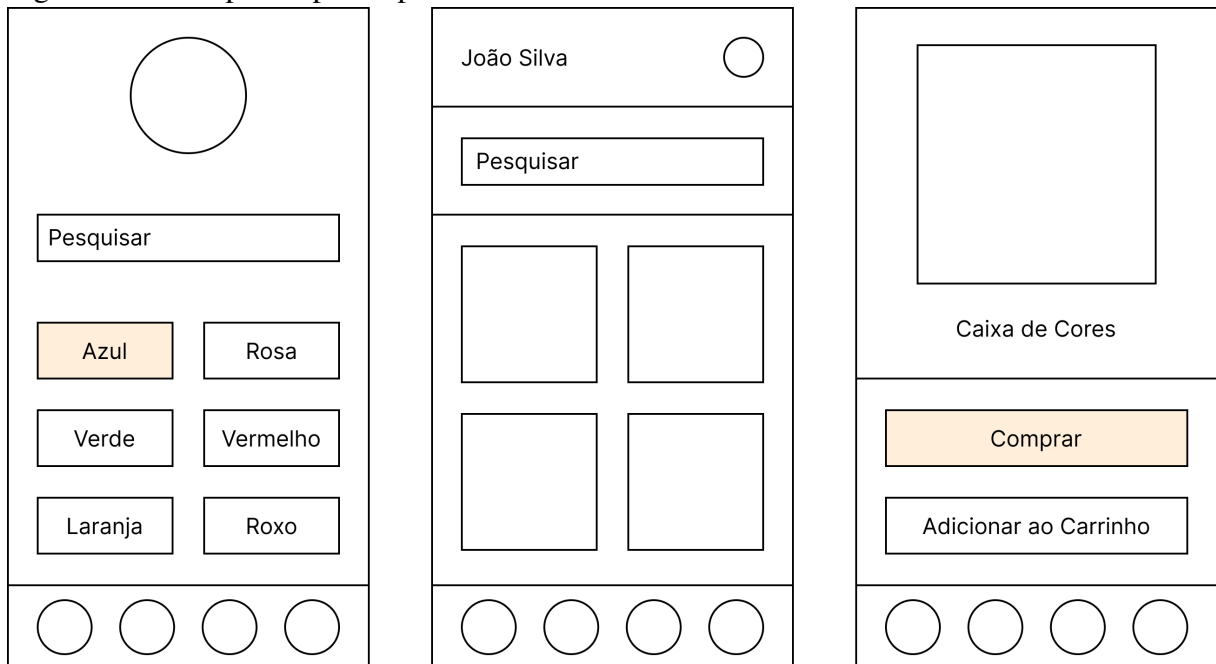 Pesquisar
Azul
Rosa
Verde
Vermelho
Laranja
Roxo
João Silva
Pesquisar
Caixa de Cores
Comprar
Adicionar ao Carrinho